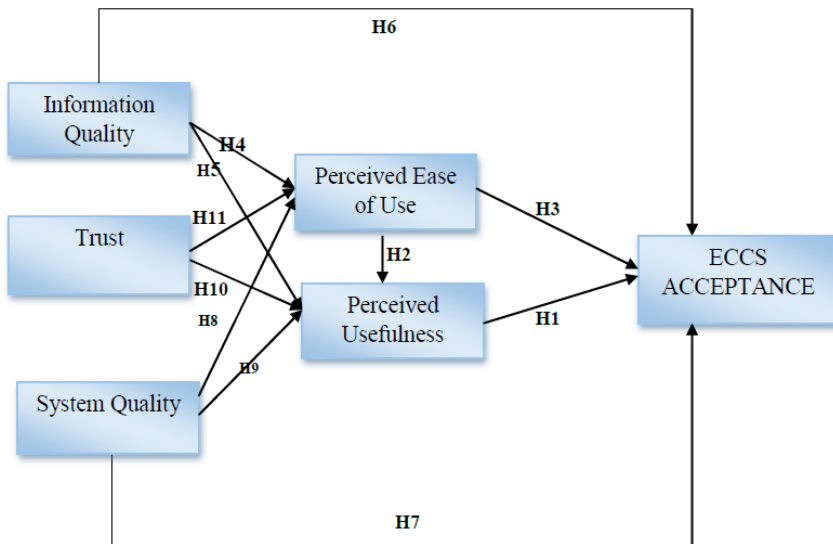 H6
Information
Quality
H4
H5
Perceived Ease
of Use
H3
H11
Trust
H2
ECCS
ACCEPTANCE
H10
Perceived
Usefulness
H1
H8
H9
System Quality
H7